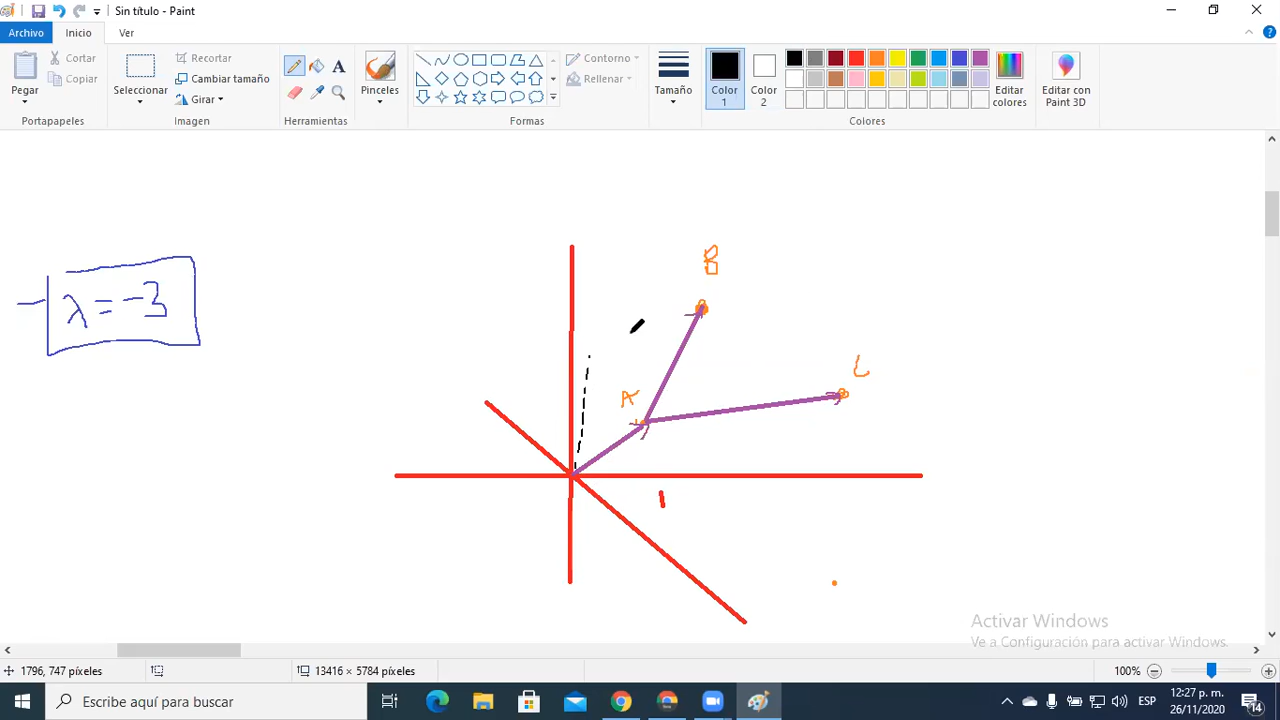 Sin título - Paint
Archivo Inicio Ver
Pegar
Cortar
Copiar
Portapapeles
Seleccionar
Recortar
Cambiar tamaño
Girar
Imagen
A
Herramientas
Pinceles
Contorno
Rellenar
Formas
Tamaño
Color 1
Color 2
Editar colores
Colores
Editar con Paint 3D
λ = -3
B
A
C
Activar Windows
Ve a Configuración para activar Windows.
1796, 747 píxeles
13416 × 5784 píxeles
100%
Escribe aquí para buscar
ESP
12:27 p. m.
26/11/2020
14